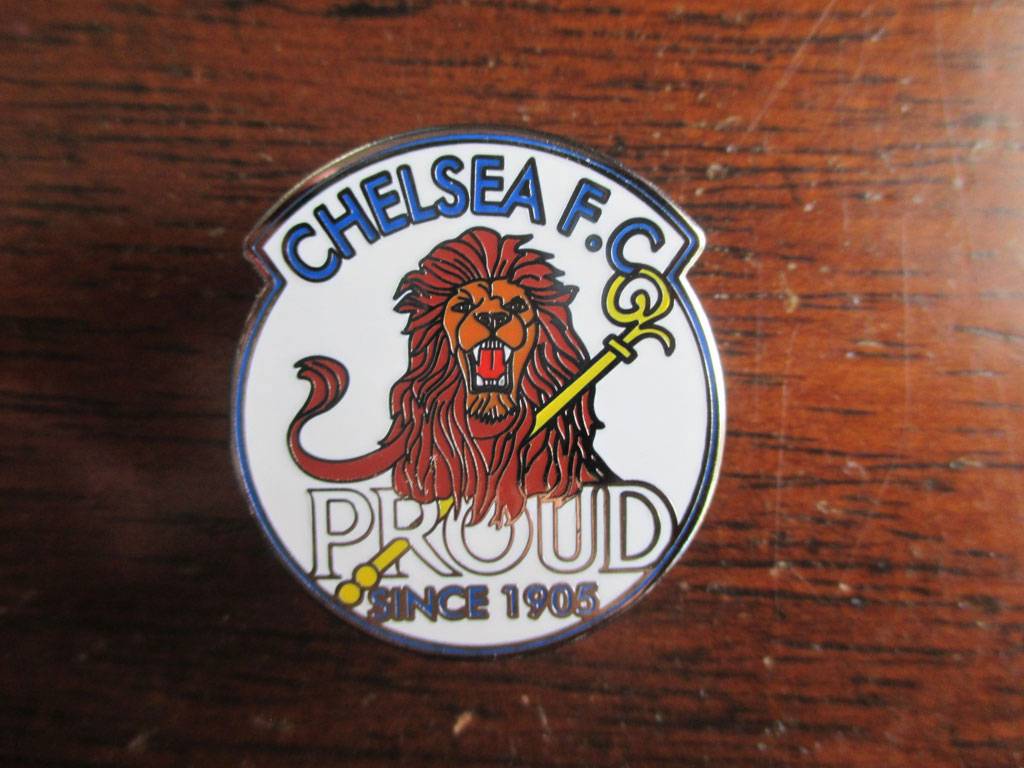 CHELSEA F.C
PROUD
SINCE 1905